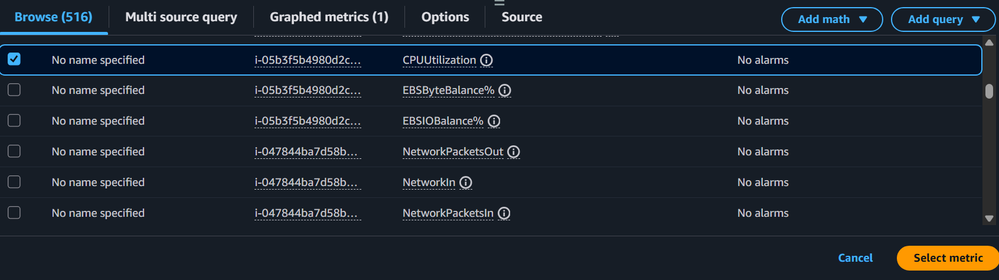 Browse (516) Multi source query Graphed metrics (1) Options Source Add math Add query
No name specified i-05b3f5b4980d2c... CPUUtilization No alarms
No name specified i-05b3f5b4980d2c... EBSByteBalance% No alarms
No name specified i-05b3f5b4980d2c... EBSIOBalance% No alarms
No name specified i-047844ba7d58b... NetworkPacketsOut No alarms
No name specified i-047844ba7d58b... NetworkIn No alarms
No name specified i-047844ba7d58b... NetworkPacketsIn No alarms
Cancel Select metric